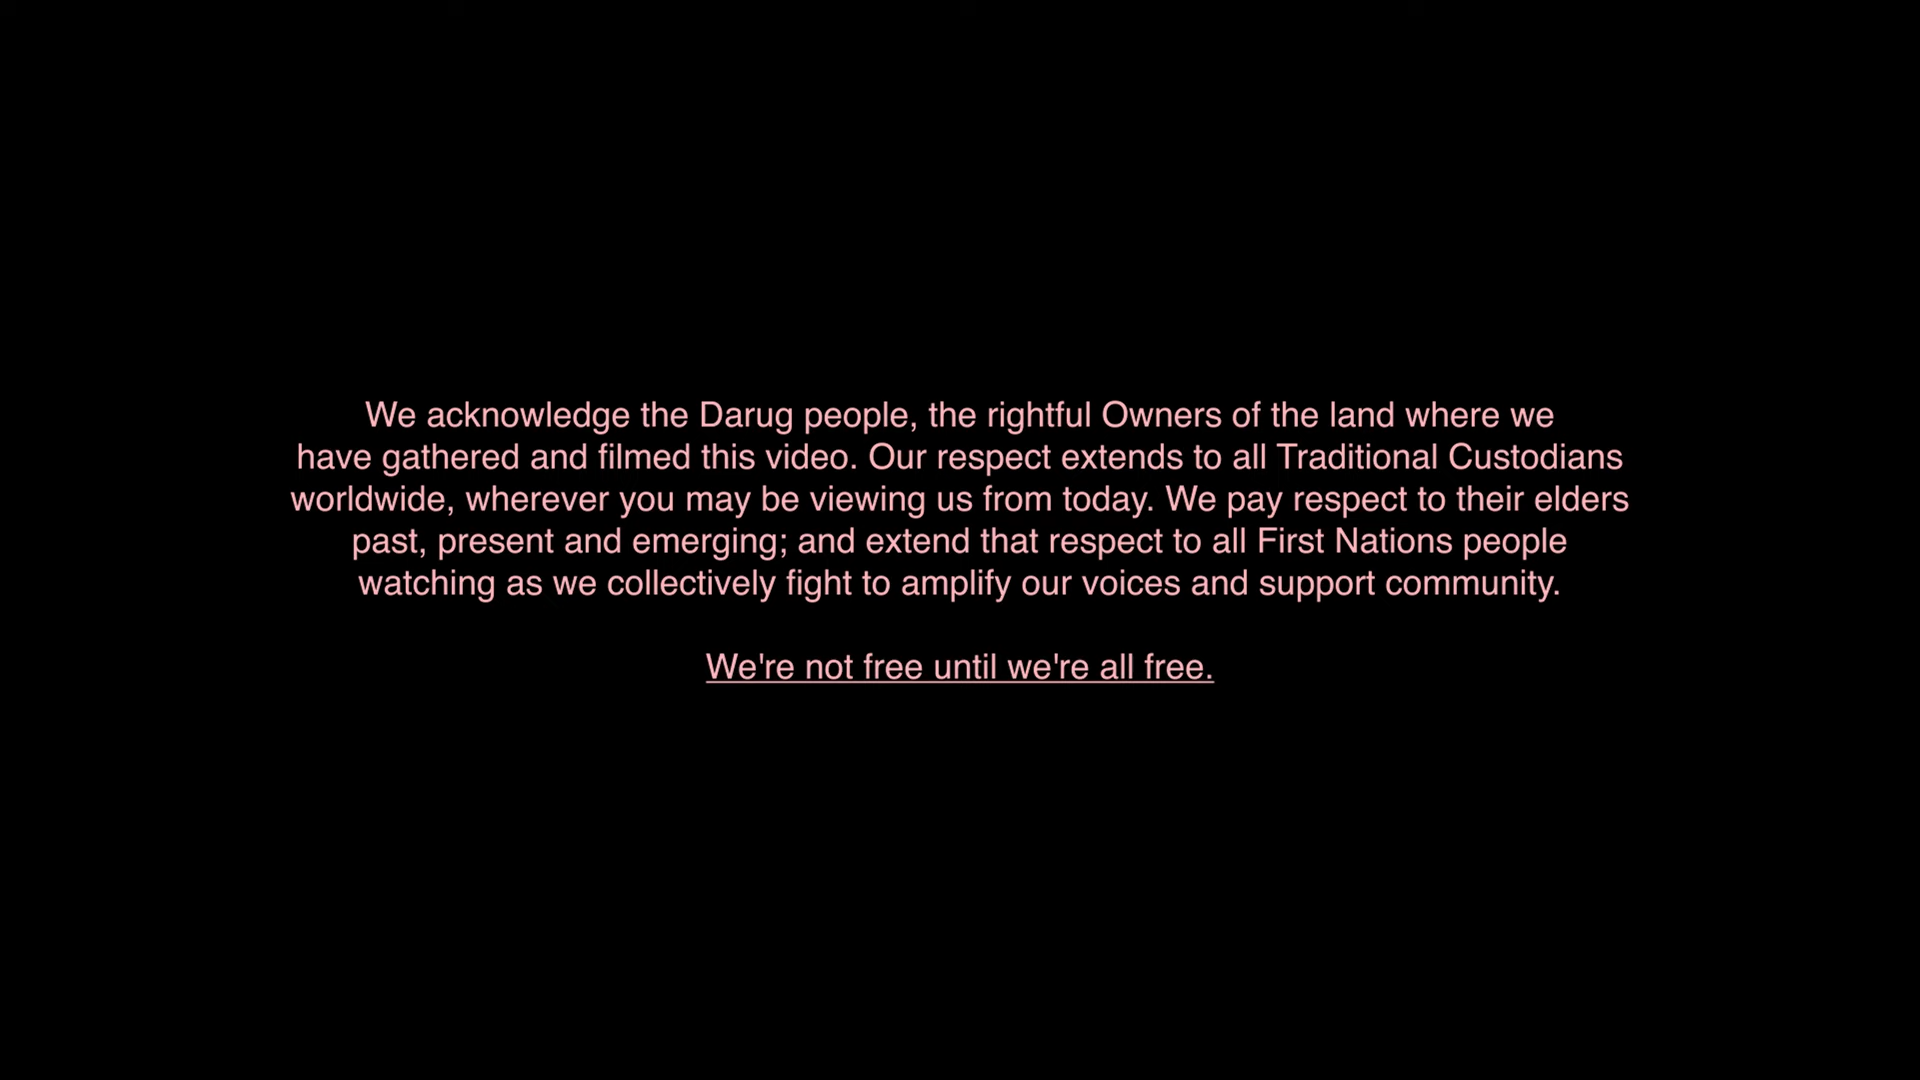 We acknowledge the Darug people, the rightful Owners of the land where we
have gathered and filmed this video. Our respect extends to all Traditional Custodians
worldwide, wherever you may be viewing us from today. We pay respect to their elders
past, present and emerging; and extend that respect to all First Nations people
watching as we collectively fight to amplify our voices and support community.
We're not free until we're all free.